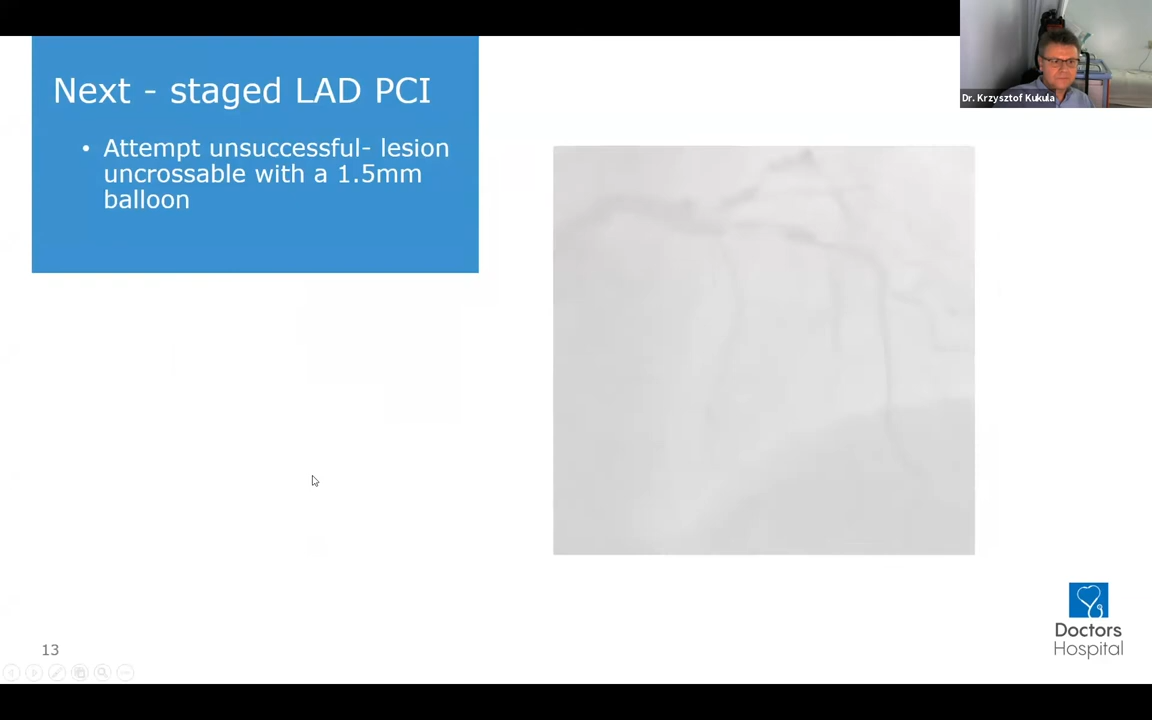 Next - staged LAD PCI
• Attempt unsuccessful- lesion
uncrossable with a 1.5mm
balloon
Dr. Krzysztof Kukula
Doctors
Hospital
13